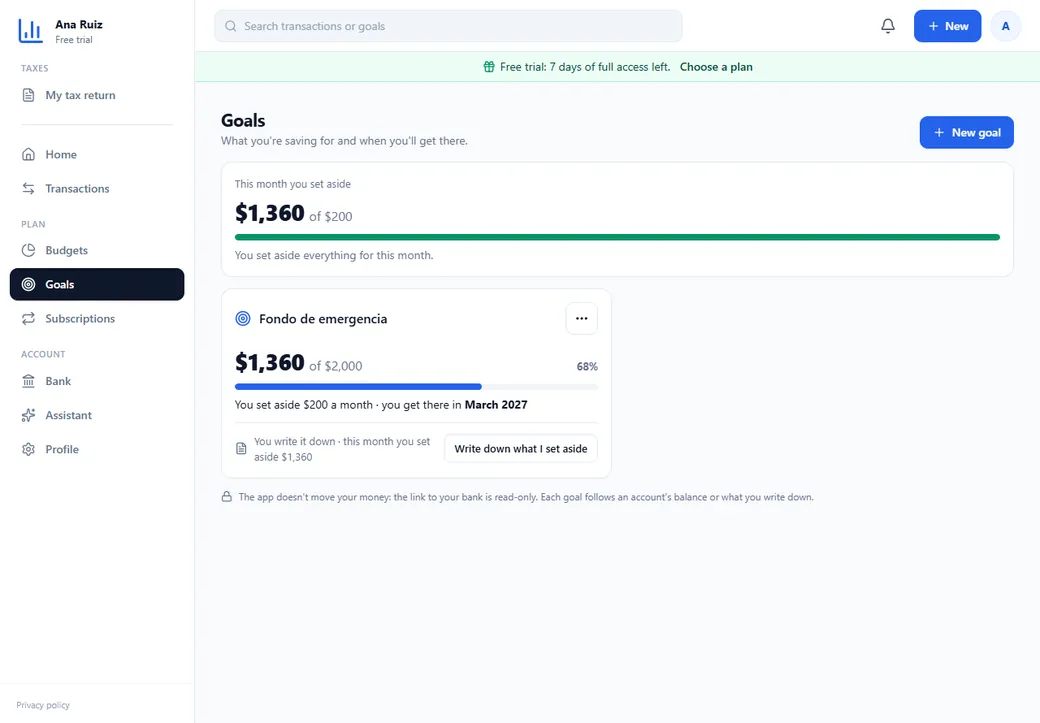 Ana Ruiz
Free trial
TAXES
My tax return
Home
Transactions
PLAN
Budgets
Goals
Subscriptions
ACCOUNT
Bank
Assistant
Profile
Privacy policy
Search transactions or goals
New
A
Free trial: 7 days of full access left. Choose a plan
Goals
What you're saving for and when you'll get there.
New goal
This month you set aside
$1,360 of $200
You set aside everything for this month.
Fondo de emergencia
$1,360 of $2,000
68%
You set aside $200 a month · you get there in March 2027
You write it down · this month you set
aside $1,360
Write down what I set aside
The app doesn't move your money: the link to your bank is read-only. Each goal follows an account's balance or what you write down.